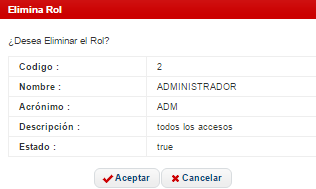 Elimina Rol
¿Desea Eliminar el Rol?
Codigo : 2
Nombre : ADMINISTRADOR
Acrónimo : ADM
Descripción : todos los accesos
Estado : true
Aceptar Cancelar